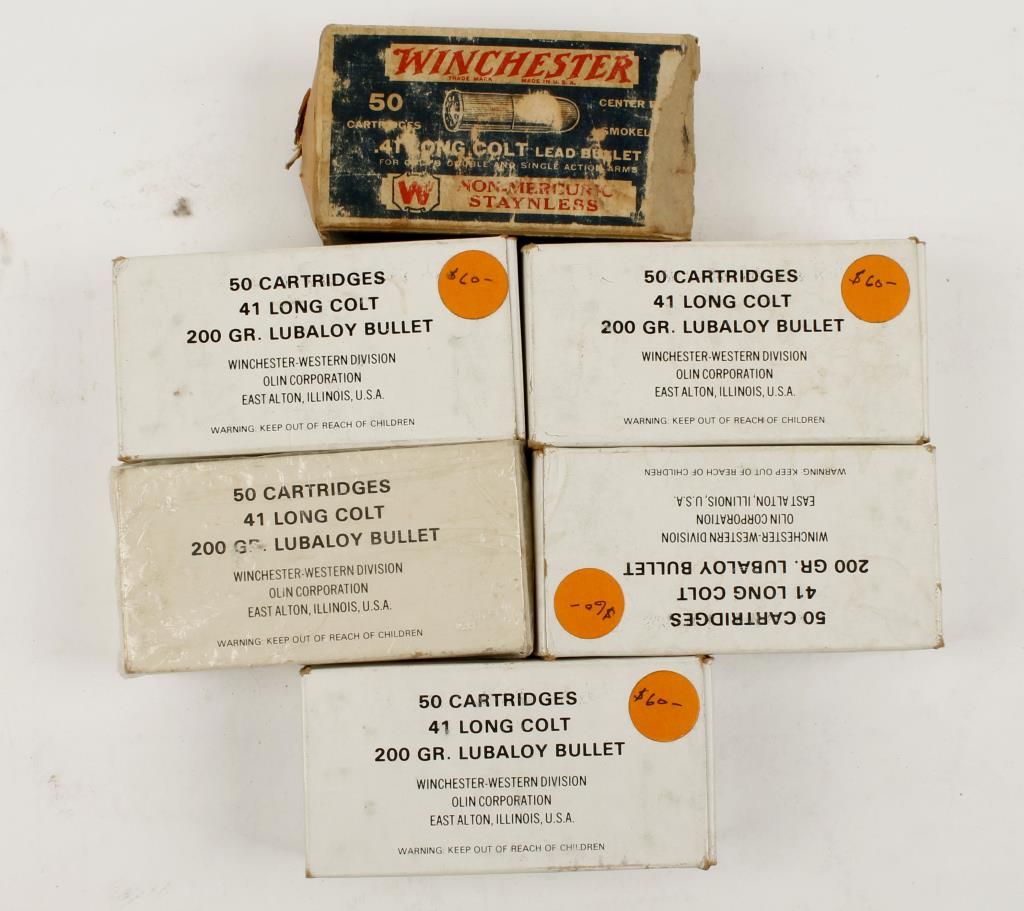 WINCHESTER
TRADE MARK MADE IN U.S.A.
50
CARTRIDGES
CENTER
SMOKEL
.41 LONG COLT LEAD BULLET
FOR COLT'S DOUBLE AND SINGLE ACTION ARMS
W
NON-MERCURIC
STAYNLESS
50 CARTRIDGES
41 LONG COLT
200 GR. LUBALOY BULLET
WINCHESTER-WESTERN DIVISION
OLIN CORPORATION
EAST ALTON, ILLINOIS, U.S.A.
WARNING: KEEP OUT OF REACH OF CHILDREN
$60-
50 CARTRIDGES
41 LONG COLT
200 GR. LUBALOY BULLET
WINCHESTER-WESTERN DIVISION
OLIN CORPORATION
EAST ALTON, ILLINOIS, U.S.A.
WARNING: KEEP OUT OF REACH OF CHILDREN
$60-
50 CARTRIDGES
41 LONG COLT
200 GR. LUBALOY BULLET
WINCHESTER-WESTERN DIVISION
OLIN CORPORATION
EAST ALTON, ILLINOIS, U.S.A.
WARNING: KEEP OUT OF REACH OF CHILDREN
50 CARTRIDGES
41 LONG COLT
200 GR. LUBALOY BULLET
WINCHESTER-WESTERN DIVISION
OLIN CORPORATION
EAST ALTON, ILLINOIS, U.S.A.
WARNING: KEEP OUT OF REACH OF CHILDREN
$60-
50 CARTRIDGES
41 LONG COLT
200 GR. LUBALOY BULLET
WINCHESTER-WESTERN DIVISION
OLIN CORPORATION
EAST ALTON, ILLINOIS, U.S.A.
WARNING: KEEP OUT OF REACH OF CHILDREN
$60-